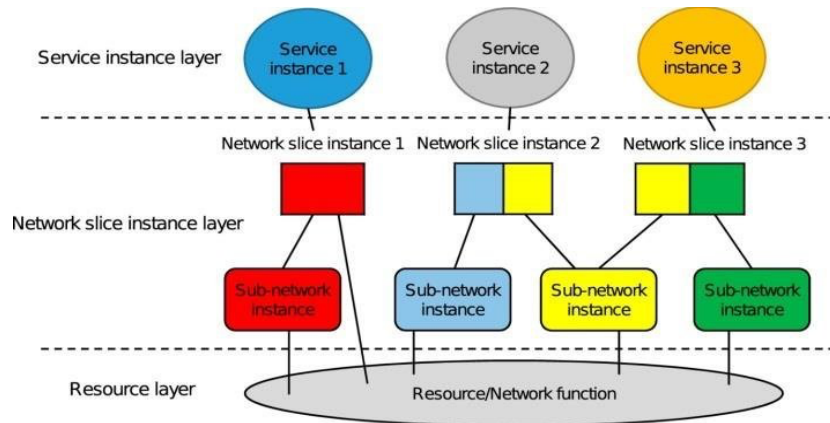 Service instance layer
Service
instance 1
Service
instance 2
Service
instance 3
Network slice instance 1
Network slice instance 2
Network slice instance 3
Network slice instance layer
Sub-network
instance
Sub-network
instance
Sub-network
instance
Sub-network
instance
Resource layer
Resource/Network function